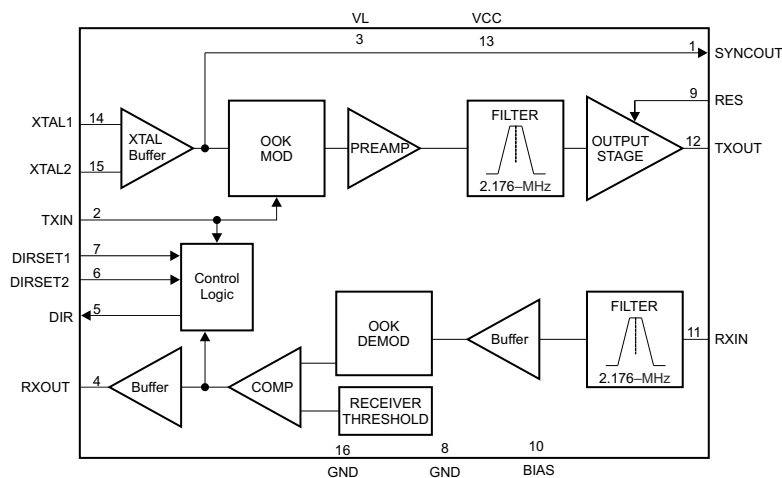 VL VCC
3 13
1 SYNCOUT
9 RES
XTAL1 14
XTAL
Buffer
OOK
MOD
PREAMP
FILTER
2.176–MHz
OUTPUT
STAGE
12 TXOUT
XTAL2 15
TXIN 2
DIRSET1 7
DIRSET2 6
DIR 5
Control
Logic
OOK
DEMOD
Buffer
FILTER
2.176–MHz
11 RXIN
RXOUT 4
Buffer
COMP
RECEIVER
THRESHOLD
16 8 10
GND GND BIAS